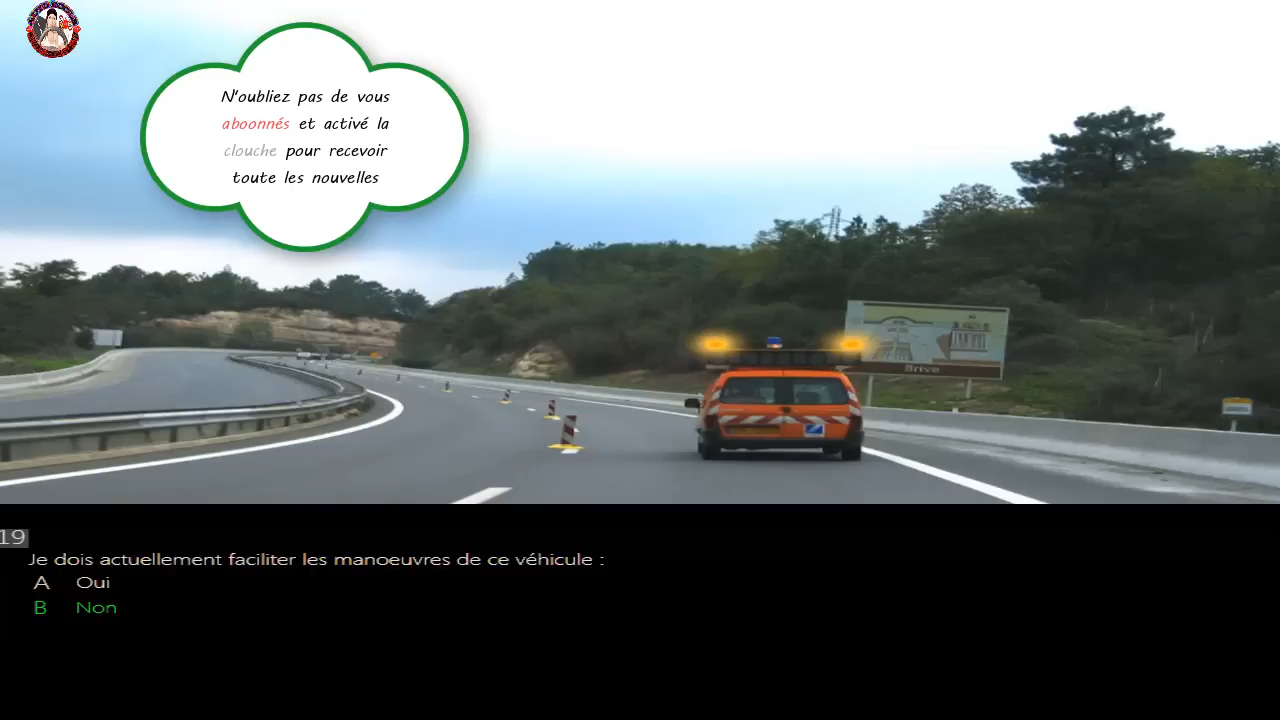 N'oubliez pas de vous
aboonnés et activé la
clouche pour recevoir
toute les nouvelles
Brive
19
Je dois actuellement faciliter les manoeuvres de ce véhicule :
A Oui
B Non